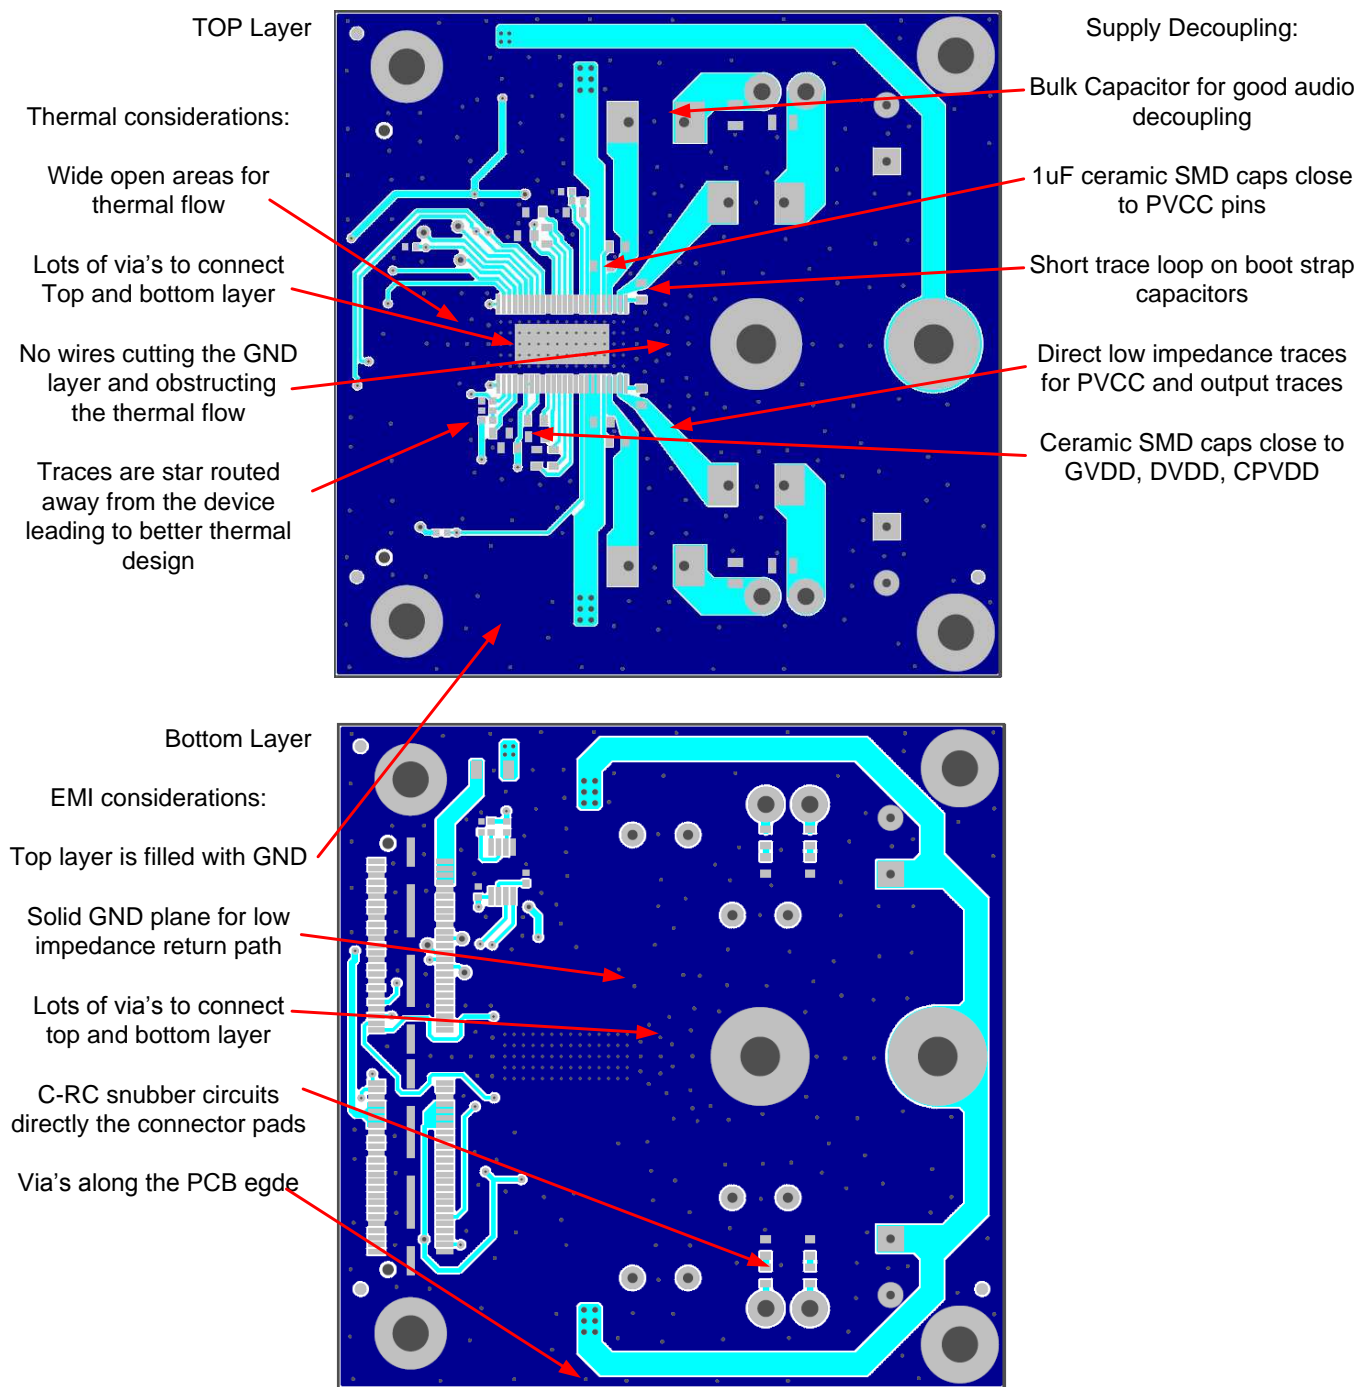 TOP Layer
Thermal considerations:
Wide open areas for
thermal flow
Lots of via's to connect
Top and bottom layer
No wires cutting the GND
layer and obstructing
the thermal flow
Traces are star routed
away from the device
leading to better thermal
design
Supply Decoupling:
Bulk Capacitor for good audio
decoupling
1uF ceramic SMD caps close
to PVCC pins
Short trace loop on boot strap
capacitors
Direct low impedance traces
for PVCC and output traces
Ceramic SMD caps close to
GVDD, DVDD, CPVDD
Bottom Layer
EMI considerations:
Top layer is filled with GND
Solid GND plane for low
impedance return path
Lots of via's to connect
top and bottom layer
C-RC snubber circuits
directly the connector pads
Via's along the PCB egde